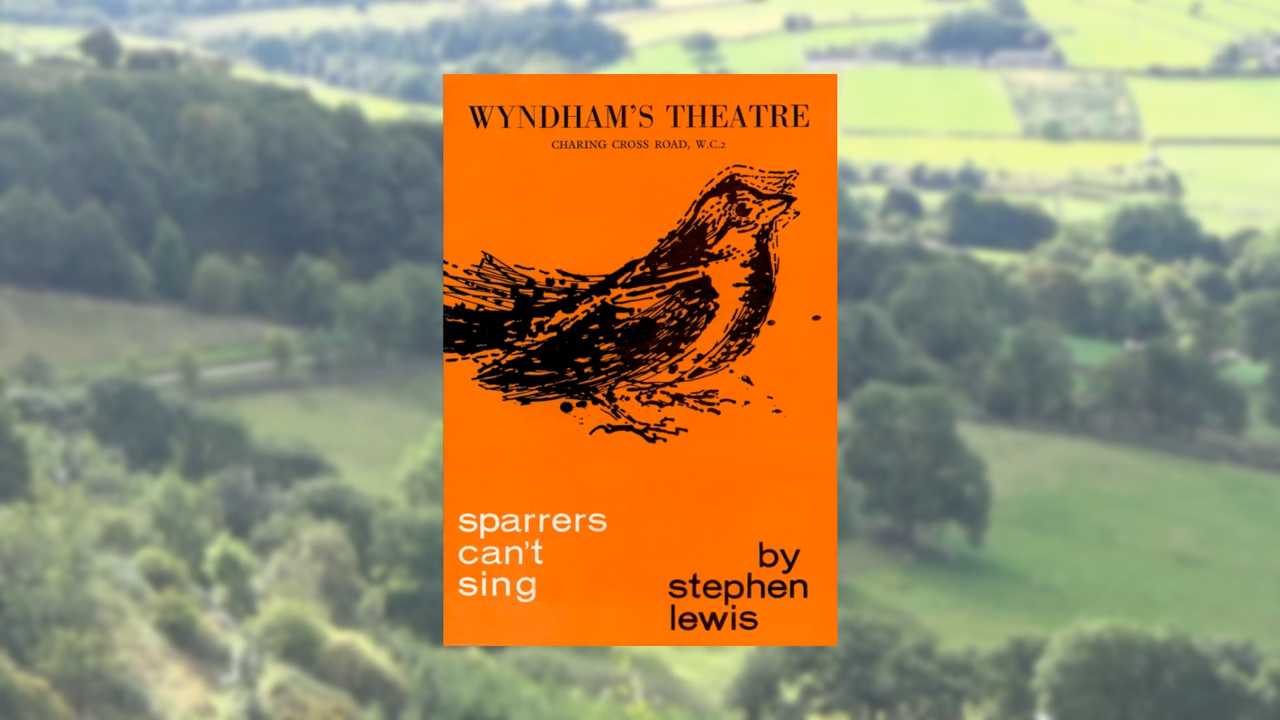 WYNDHAM'S THEATRE
CHARING CROSS ROAD, W.C.2
sparrers
can't
sing
by
stephen
lewis